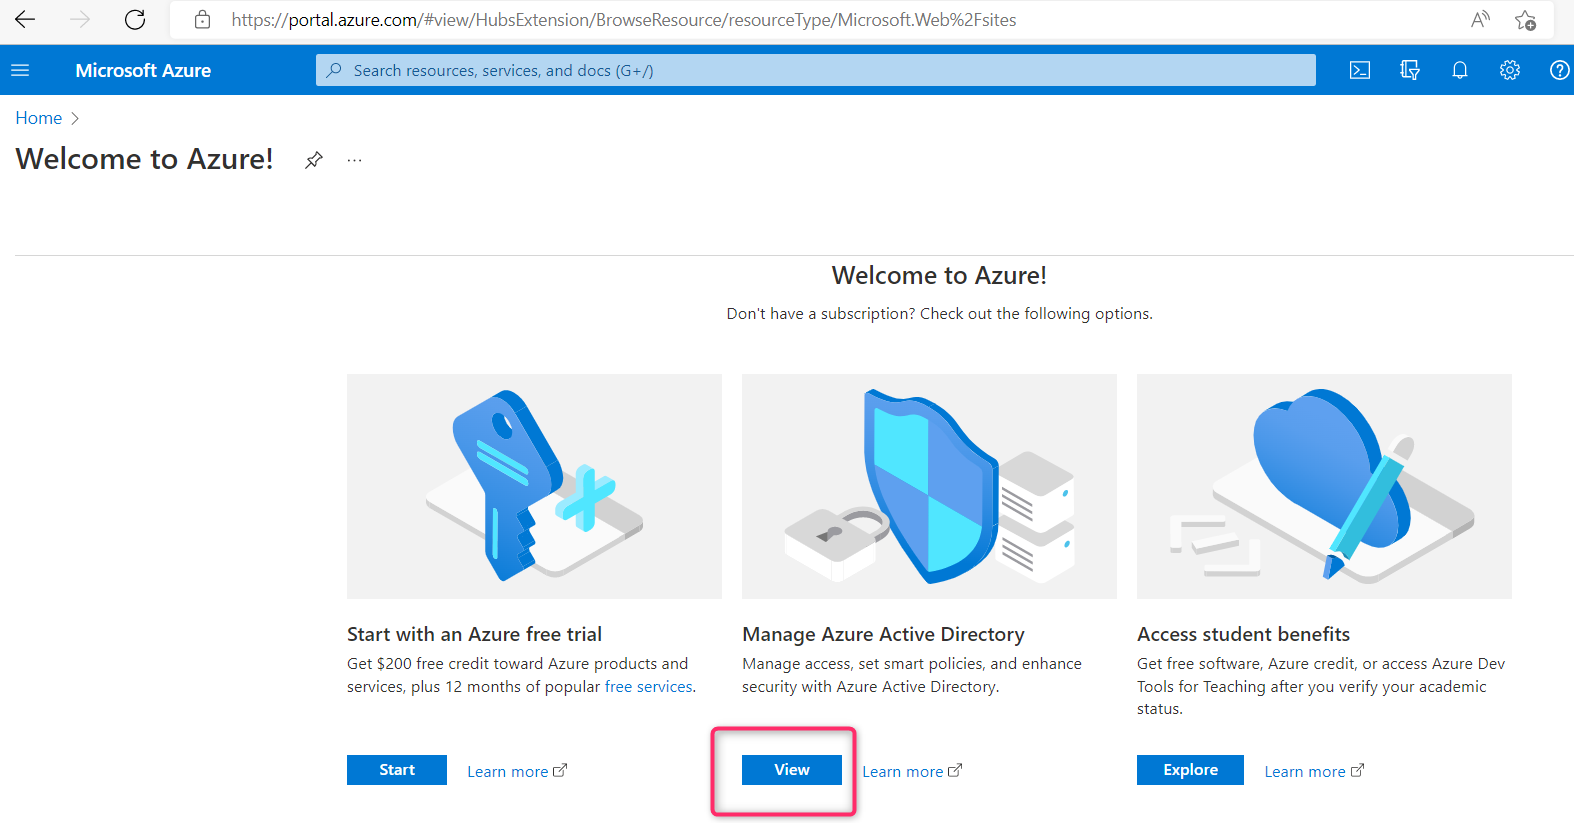 https://portal.azure.com/#view/HubsExtension/BrowseResource/resourceType/Microsoft.Web%2Fsites
Microsoft Azure
Search resources, services, and docs (G+/)
Home
Welcome to Azure!
Welcome to Azure!
Don't have a subscription? Check out the following options.
Start with an Azure free trial
Get $200 free credit toward Azure products and
services, plus 12 months of popular free services.
Start
Learn more
Manage Azure Active Directory
Manage access, set smart policies, and enhance
security with Azure Active Directory.
View
Learn more
Access student benefits
Get free software, Azure credit, or access Azure Dev
Tools for Teaching after you verify your academic
status.
Explore
Learn more